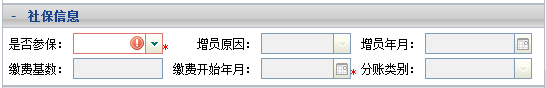 - 社保信息
是否参保： * 增员原因： 增员年月：
缴费基数： 缴费开始年月： * 分账类别：